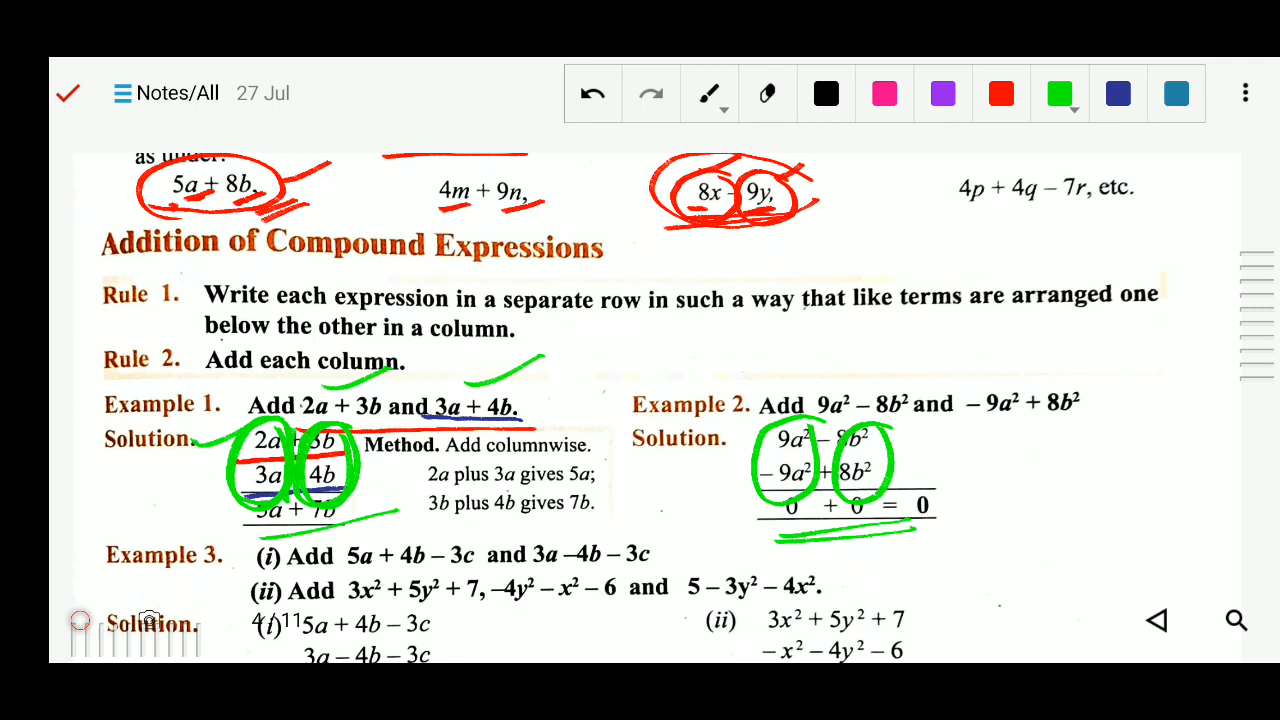 Notes/All 27 Jul
as under:
5a + 8b, 4m + 9n, 8x – 9y, 4p + 4q – 7r, etc.
Addition of Compound Expressions
Rule 1. Write each expression in a separate row in such a way that like terms are arranged one
below the other in a column.
Rule 2. Add each column.
Example 1. Add 2a + 3b and 3a + 4b.
Solution.
2a + 3b
3a 4b
5a + 7b
Method. Add columnwise.
2a plus 3a gives 5a;
3b plus 4b gives 7b.
Example 2. Add 9a² – 8b² and – 9a² + 8b²
Solution.
9a² – 8b²
– 9a² + 8b²
0 + 0 = 0
Example 3. (i) Add 5a + 4b – 3c and 3a –4b – 3c
(ii) Add 3x² + 5y² + 7, –4y² – x² – 6 and 5 – 3y² – 4x².
Solution. (i) 5a + 4b – 3c
3a – 4b – 3c
4/11
(ii) 3x² + 5y² + 7
– x² – 4y² – 6